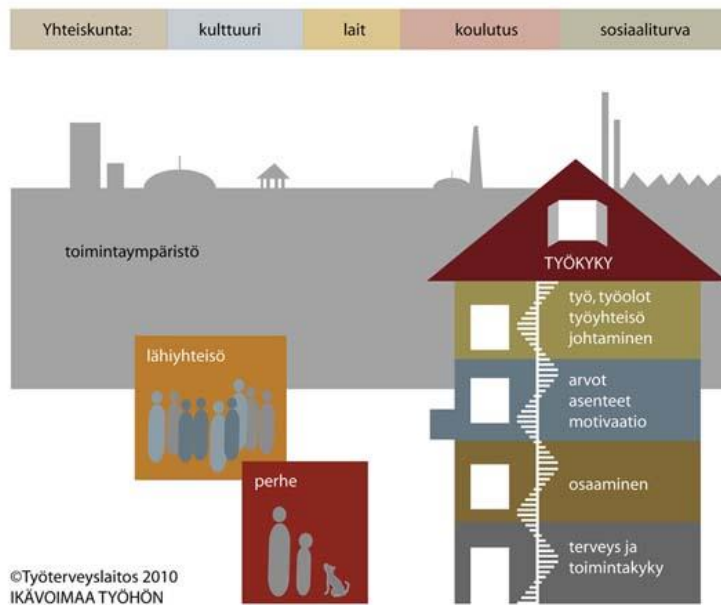 Yhteiskunta: kulttuuri lait koulutus sosiaaliturva
toimintaympäristö
TYÖKYKY
työ, työolot
työyhteisö
johtaminen
lähiyhteisö
arvot
asenteet
motivaatio
perhe
osaaminen
terveys ja
toimintakyky
©Työterveyslaitos 2010
IKÄVOIMAA TYÖHÖN